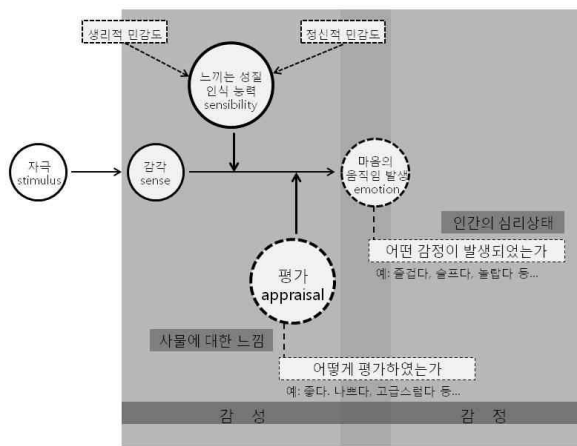 생리적 민감도
정신적 민감도
느끼는 성질
인식 능력
sensibility
자극
stimulus
감각
sense
마음의
움직임 발생
emotion
인간의 심리상태
어떤 감정이 발생되었는가
예: 즐겁다, 슬프다, 놀랍다 등...
평가
appraisal
사물에 대한 느낌
어떻게 평가하였는가
예: 좋다. 나쁘다, 고급스럽다 등...
감 성
감 정